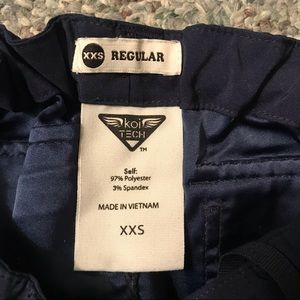 XXS REGULAR
koi
TECH
TM
Self:
97% Polyester
3% Spandex
MADE IN VIETNAM
XXS